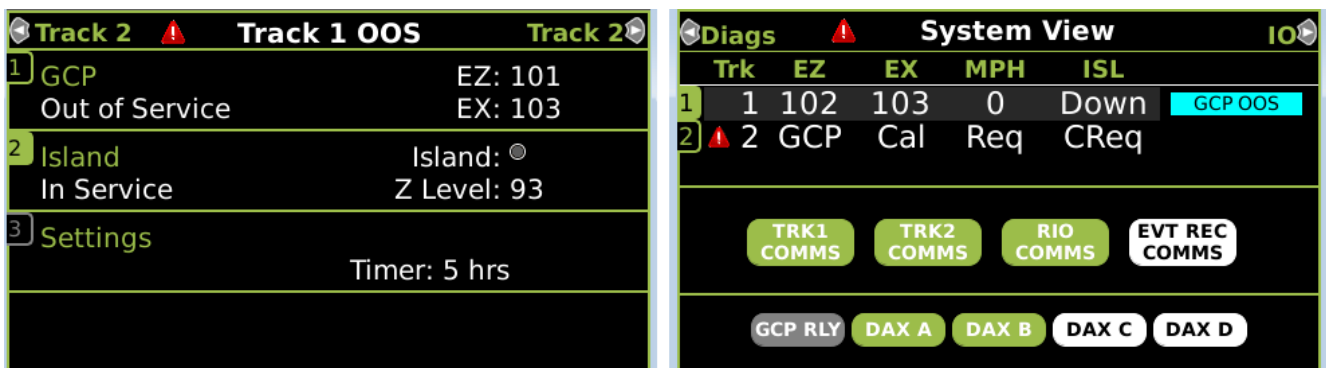 Track 2 Track 1 OOS Track 2
1 GCP EZ: 101
Out of Service EX: 103
2 Island Island:
In Service Z Level: 93
3 Settings
Timer: 5 hrs
Diags System View IO
Trk EZ EX MPH ISL
1 1 102 103 0 Down GCP OOS
2 2 GCP Cal Req CReq
TRK1 COMMS TRK2 COMMS RIO COMMS EVT REC COMMS
GCP RLY DAX A DAX B DAX C DAX D